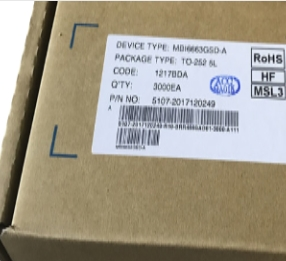 DEVICE TYPE: MBI6663GSD-A
PACKAGE TYPE: TO-252 5L
CODE: 1217BDA
Q'TY: 3000EA
P/N NO: 5107-2017120249
RoHS
HF
MSL3
A